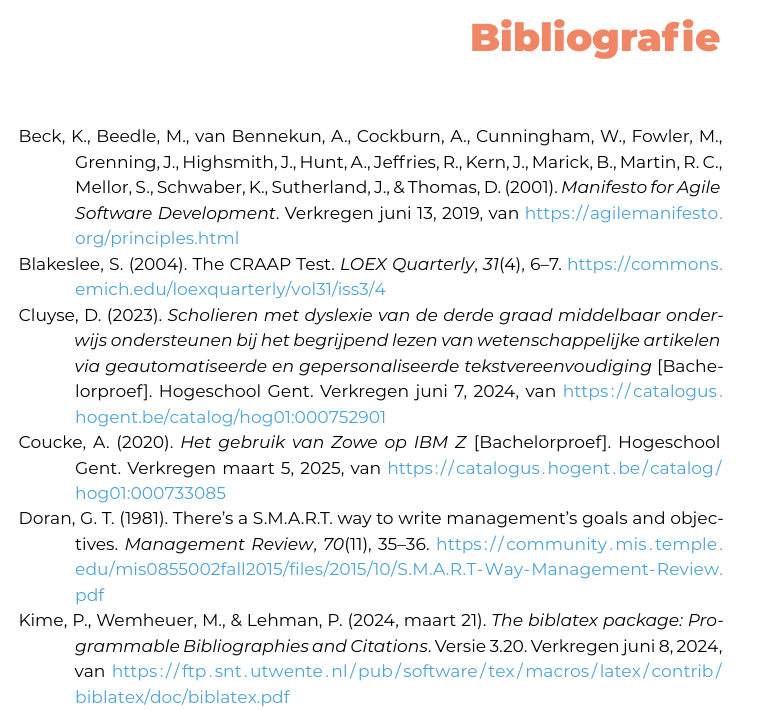 Bibliografie
Beck, K., Beedle, M., van Bennekun, A., Cockburn, A., Cunningham, W., Fowler, M.,
Grenning, J., Highsmith, J., Hunt, A., Jeffries, R., Kern, J., Marick, B., Martin, R. C.,
Mellor, S., Schwaber, K., Sutherland, J., & Thomas, D. (2001). Manifesto for Agile
Software Development. Verkregen juni 13, 2019, van https://agilemanifesto.
org/principles.html
Blakeslee, S. (2004). The CRAAP Test. LOEX Quarterly, 31(4), 6–7. https://commons.
emich.edu/loexquarterly/vol31/iss3/4
Cluyse, D. (2023). Scholieren met dyslexie van de derde graad middelbaar onder-
wijs ondersteunen bij het begrijpend lezen van wetenschappelijke artikelen
via geautomatiseerde en gepersonaliseerde tekstvereenvoudiging [Bache-
lorproef]. Hogeschool Gent. Verkregen juni 7, 2024, van https://catalogus.
hogent.be/catalog/hog01:000752901
Coucke, A. (2020). Het gebruik van Zowe op IBM Z [Bachelorproef]. Hogeschool
Gent. Verkregen maart 5, 2025, van https://catalogus.hogent.be/catalog/
hog01:000733085
Doran, G. T. (1981). There’s a S.M.A.R.T. way to write management’s goals and objec-
tives. Management Review, 70(11), 35–36. https://community.mis.temple.
edu/mis0855002fall2015/files/2015/10/S.M.A.R.T-Way-Management-Review.
pdf
Kime, P., Wemheuer, M., & Lehman, P. (2024, maart 21). The biblatex package: Pro-
grammable Bibliographies and Citations. Versie 3.20. Verkregen juni 8, 2024,
van https://ftp.snt.utwente.nl/pub/software/tex/macros/latex/contrib/
biblatex/doc/biblatex.pdf